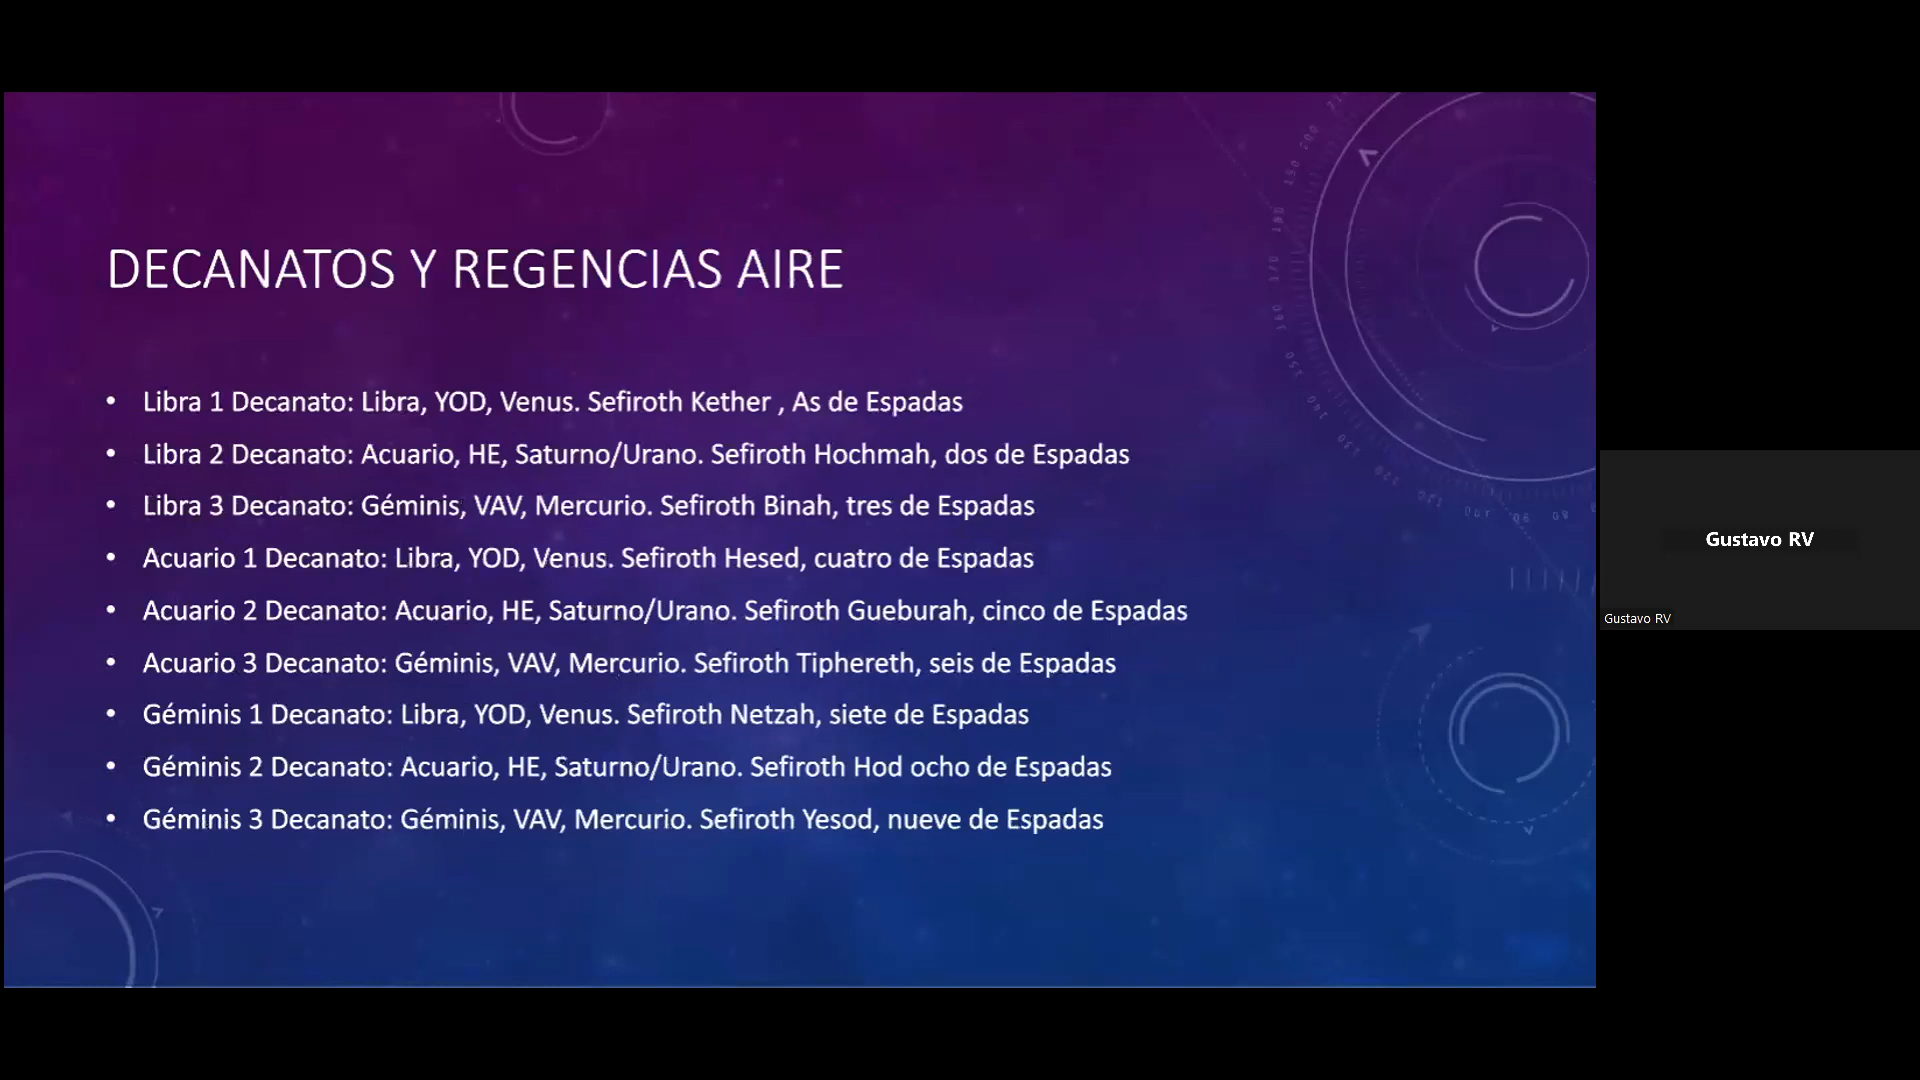 DECANATOS Y REGENCIAS AIRE
• Libra 1 Decanato: Libra, YOD, Venus. Sefiroth Kether , As de Espadas
• Libra 2 Decanato: Acuario, HE, Saturno/Urano. Sefiroth Hochmah, dos de Espadas
• Libra 3 Decanato: Géminis, VAV, Mercurio. Sefiroth Binah, tres de Espadas
• Acuario 1 Decanato: Libra, YOD, Venus. Sefiroth Hesed, cuatro de Espadas
• Acuario 2 Decanato: Acuario, HE, Saturno/Urano. Sefiroth Gueburah, cinco de Espadas
• Acuario 3 Decanato: Géminis, VAV, Mercurio. Sefiroth Tiphereth, seis de Espadas
• Géminis 1 Decanato: Libra, YOD, Venus. Sefiroth Netzah, siete de Espadas
• Géminis 2 Decanato: Acuario, HE, Saturno/Urano. Sefiroth Hod ocho de Espadas
• Géminis 3 Decanato: Géminis, VAV, Mercurio. Sefiroth Yesod, nueve de Espadas
Gustavo RV
Gustavo RV